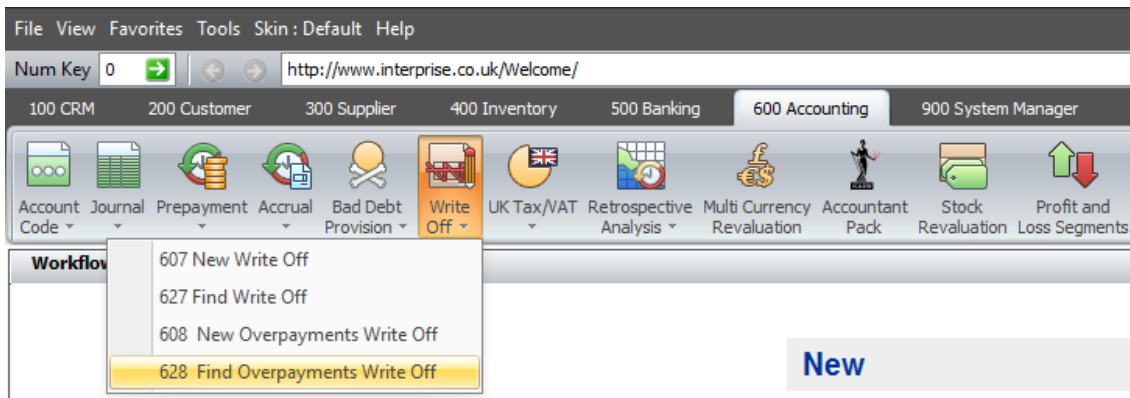 File View Favorites Tools Skin : Default Help
Num Key 0 http://www.interprise.co.uk/Welcome/
100 CRM 200 Customer 300 Supplier 400 Inventory 500 Banking 600 Accounting 900 System Manager
Account Journal Prepayment Accrual Bad Debt Write UK Tax/VAT Retrospective Multi Currency Accountant Stock Profit and
Code Provision Off Analysis Revaluation Pack Revaluation Loss Segments
Workflow
607 New Write Off
627 Find Write Off
608 New Overpayments Write Off
628 Find Overpayments Write Off
New